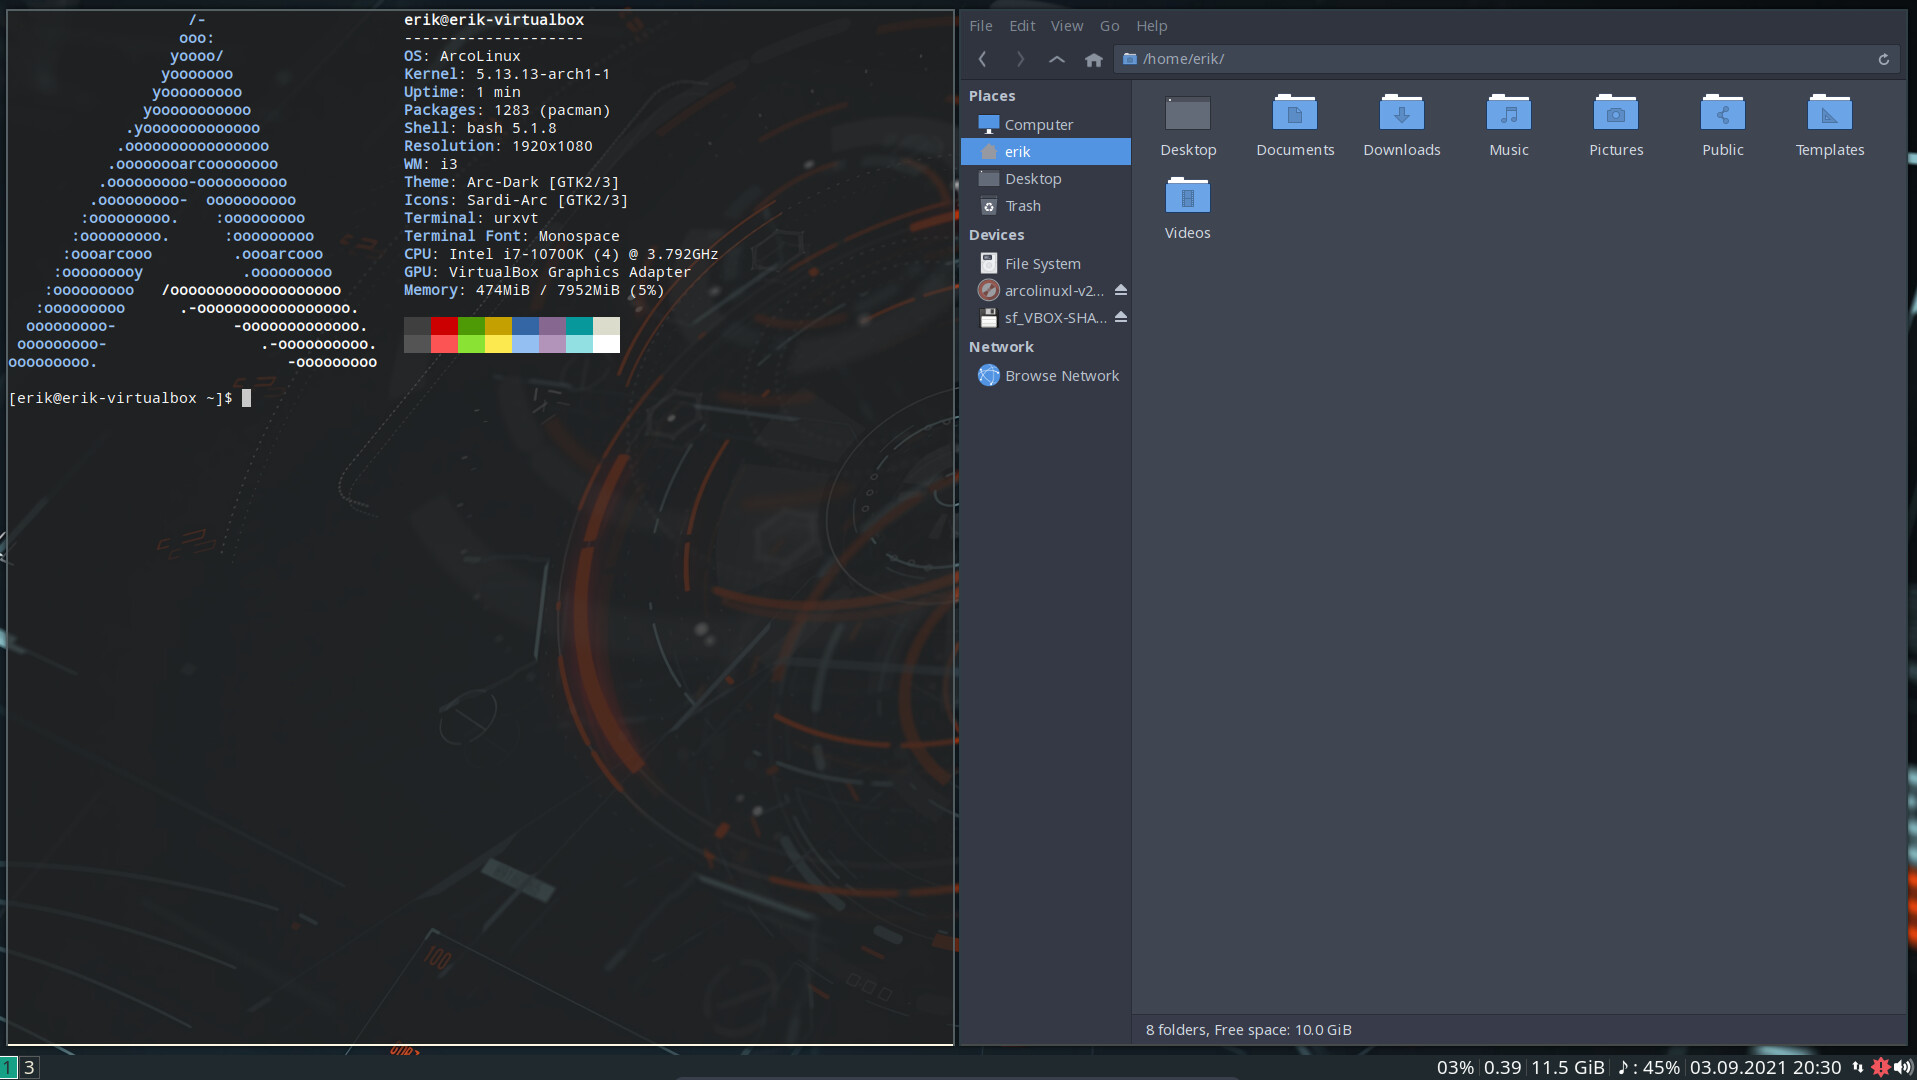 /-
ooo:
yoooo/
yooooooo
yooooooooo
yooooooooooo
.yooooooooooooo
.oooooooooooooooo
.oooooooarcoooooooo
.ooooooooo-oooooooooo
.ooooooooo-  oooooooooo
:ooooooooo.    :ooooooooo
:ooooooooo.      :ooooooooo
:oooarcooo         .oooarcooo
:ooooooooy           .ooooooooo
:ooooooooo   /ooooooooooooooooooo
:ooooooooo      .-ooooooooooooooooo.
ooooooooo-             -ooooooooooooo.
ooooooooo-                 .-oooooooooo.
ooooooooo.                     -ooooooooo
erik@erik-virtualbox
--------------------
OS: ArcoLinux
Kernel: 5.13.13-arch1-1
Uptime: 1 min
Packages: 1283 (pacman)
Shell: bash 5.1.8
Resolution: 1920x1080
WM: i3
Theme: Arc-Dark [GTK2/3]
Icons: Sardi-Arc [GTK2/3]
Terminal: urxvt
Terminal Font: Monospace
CPU: Intel i7-10700K (4) @ 3.792GHz
GPU: VirtualBox Graphics Adapter
Memory: 474MiB / 7952MiB (5%)
[erik@erik-virtualbox ~]$
100
File Edit View Go Help
/home/erik/
Places
Computer
erik
Desktop
Trash
Devices
File System
arcolinuxl-v2...
sf_VBOX-SHA...
Network
Browse Network
Desktop Documents Downloads Music Pictures Public Templates
Videos
8 folders, Free space: 10.0 GiB
1 3
03% 0.39 11.5 GiB ♪: 45% 03.09.2021 20:30